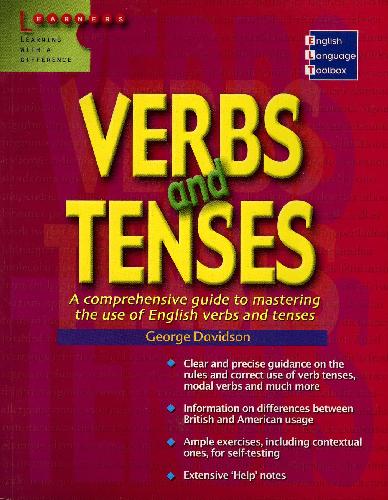 LEARNERS
LEARNING
WITH A
DIFFERENCE
English
Language
Toolbox
VERBS
and
TENSES
A comprehensive guide to mastering
the use of English verbs and tenses
George Davidson
Clear and precise guidance on the
rules and correct use of verb tenses,
modal verbs and much more
Information on differences between
British and American usage
Ample exercises, including contextual
ones, for self-testing
Extensive ‘Help’ notes